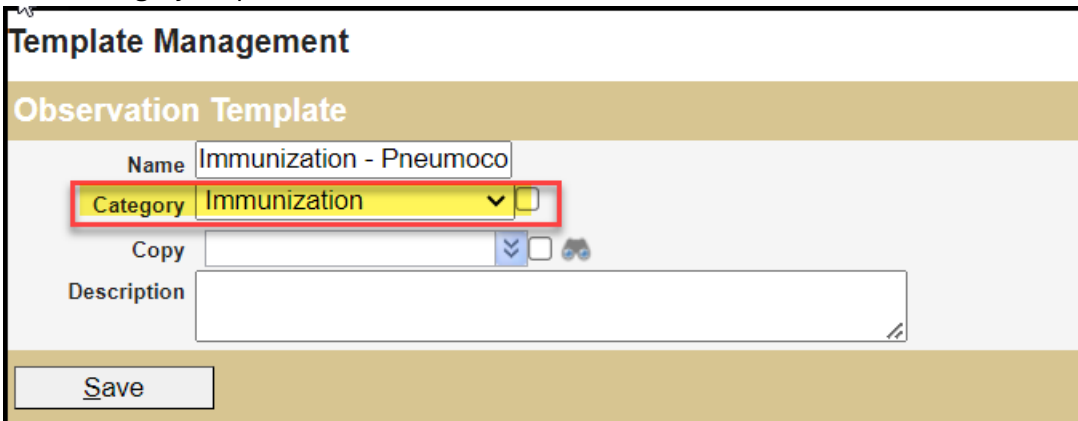 Template Management
Observation Template
Name Immunization - Pneumoco
Category Immunization
Copy
Description
Save